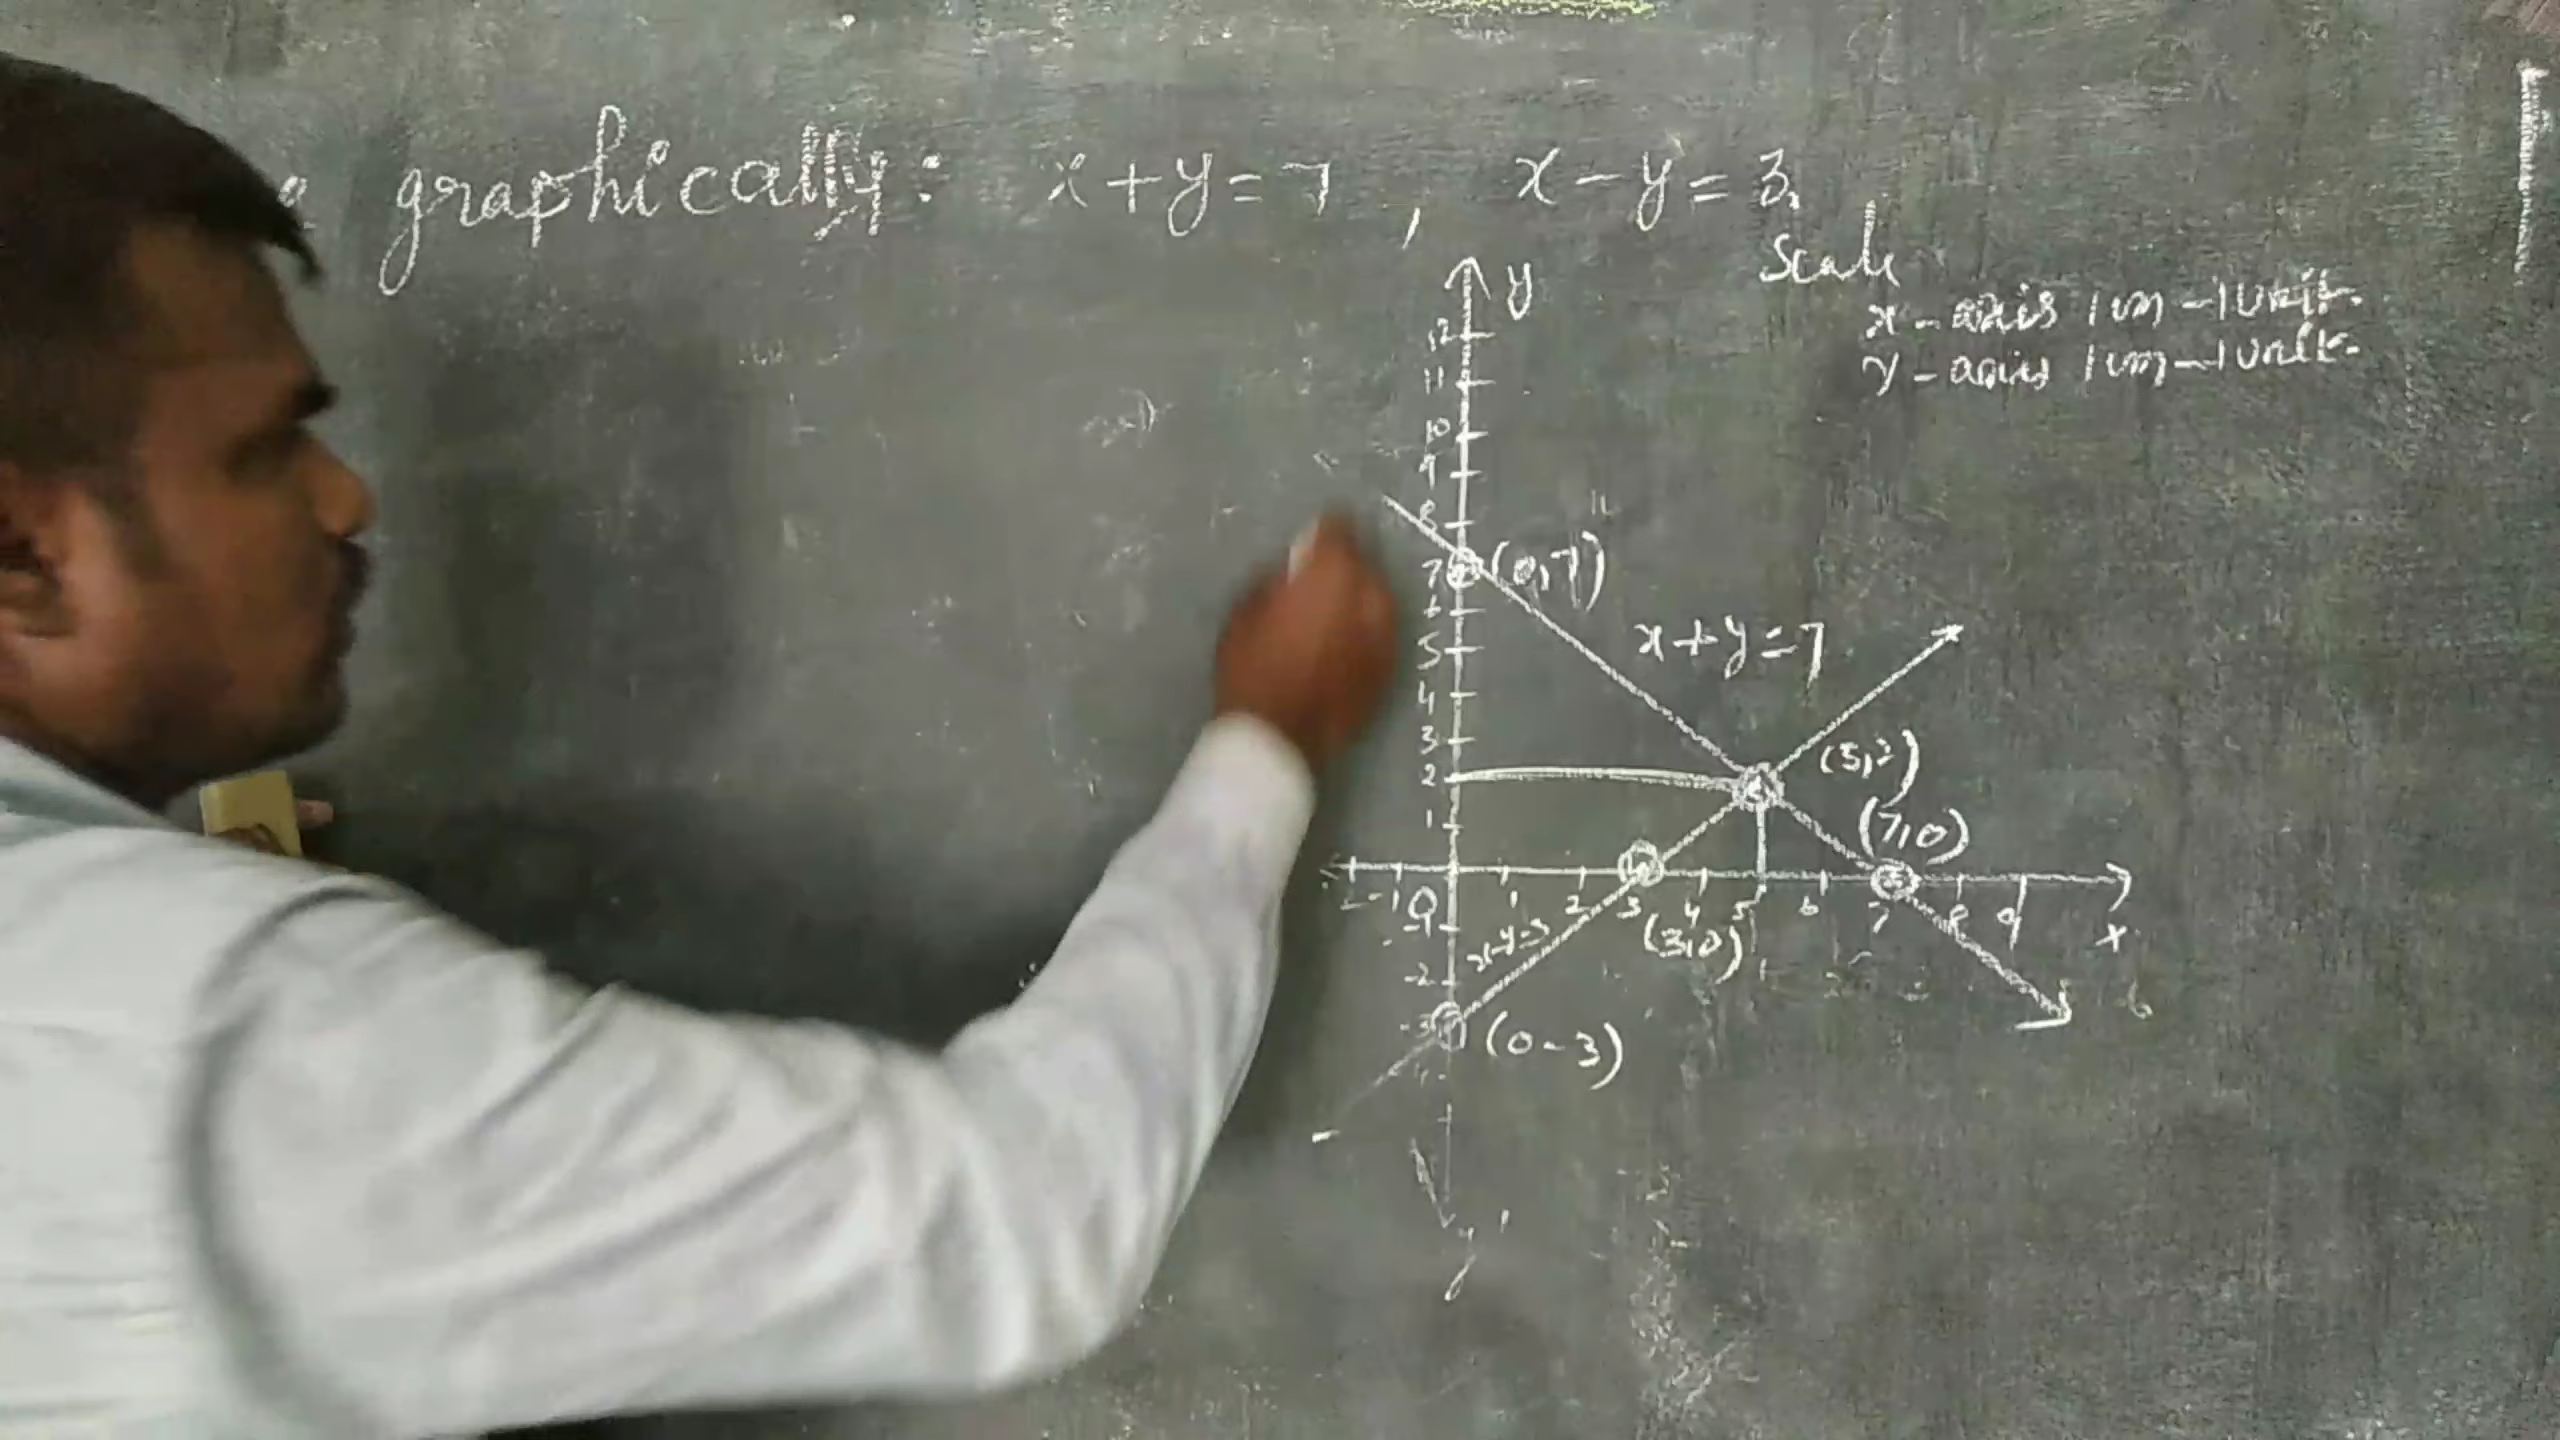 graphically: x+y=7, x-y=3.
Scale
x-axis 1cm-1unit.
y-axis 1cm-1unit.
y
12
11
10
9
8
7 (0,7)
6
x+y=7
5
4
3
(5,2)
2
(7,0)
1
-1 O 1 2 3 4 5 6 7 8 9
x
-1
x-y=3
(3,0)
-2
-3 (0-3)
y'